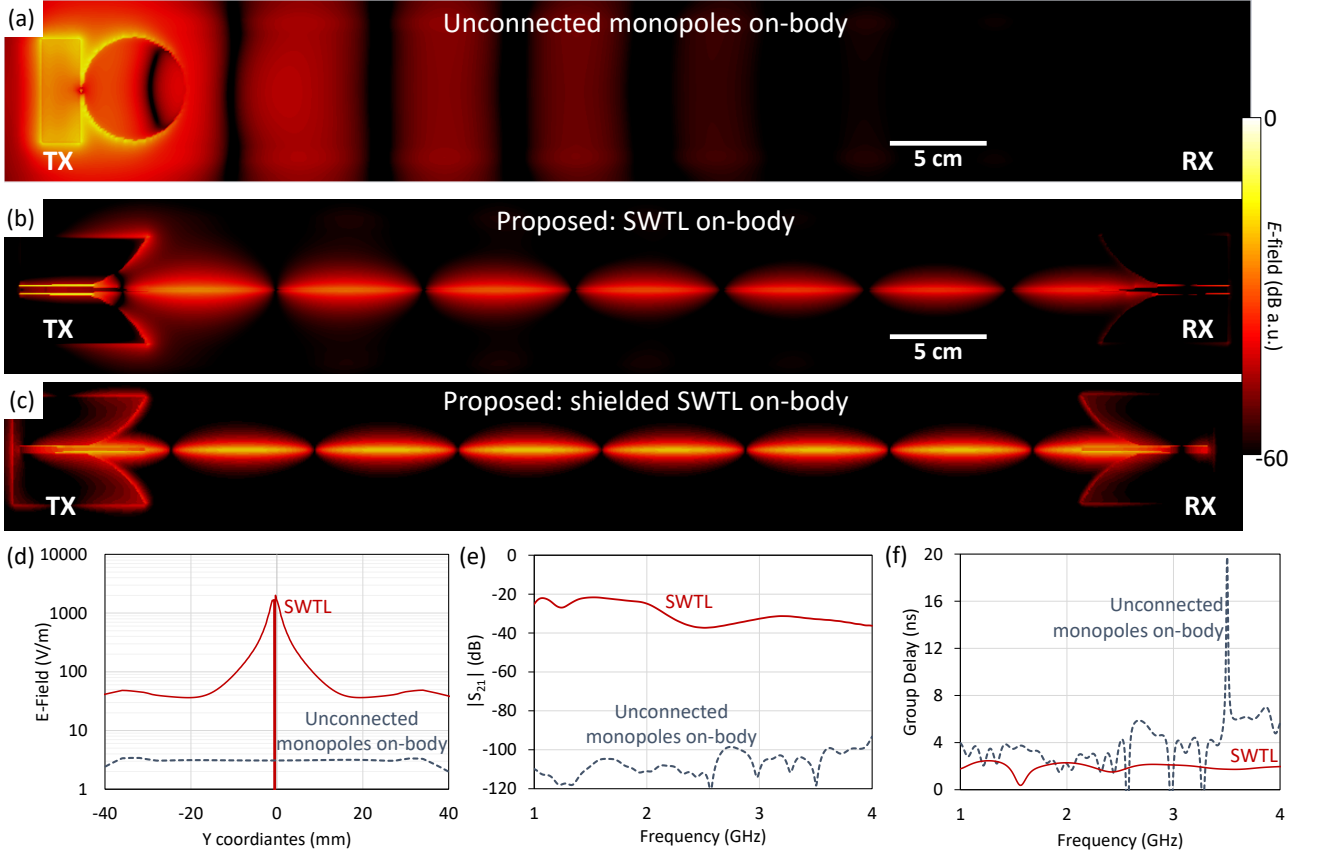 (a)
Unconnected monopoles on-body
TX
5 cm
RX
0
E-field (dB a.u.)
-60
(b)
Proposed: SWTL on-body
TX
5 cm
RX
(c)
Proposed: shielded SWTL on-body
TX
RX
(d)
10000
1000
100
10
1
E-Field (V/m)
SWTL
Unconnected
monopoles on-body
-40
-20
0
20
40
Y coordiantes (mm)
(e)
0
-20
-40
-60
-80
-100
-120
|S21| (dB)
SWTL
Unconnected
monopoles on-body
1
2
3
4
Frequency (GHz)
(f)
20
16
12
8
4
0
Group Delay (ns)
Unconnected
monopoles on-body
SWTL
1
2
3
4
Frequency (GHz)